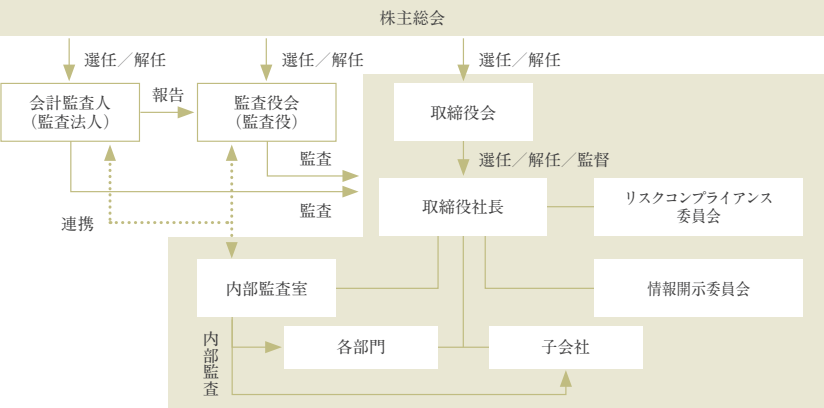 株主総会
選任／解任
選任／解任
選任／解任
会計監査人
（監査法人）
報告
監査役会
（監査役）
取締役会
監査
選任／解任／監督
監査
連携
取締役社長
リスクコンプライアンス
委員会
内部監査室
情報開示委員会
内部監査
各部門
子会社